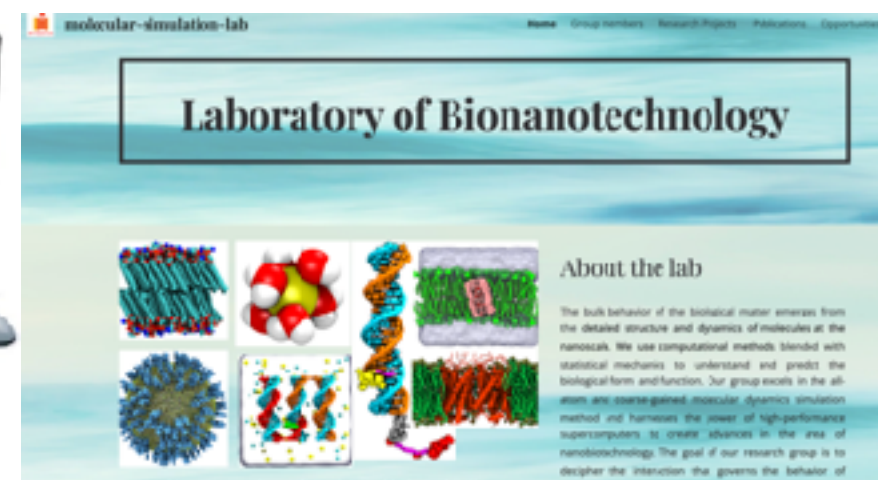 molecular-simulation-lab
Home Group members Research Projects Publications Opportunities
Laboratory of Bionanotechnology
About the lab
The bulk behavior of the biological mater emerges from
the detailed structure and dynamics of molecules at the
nanoscale. We use computational methods blended with
statistical mechanics to understand and predict the
biological form and function. Our group excels in the all-
atom and coarse-gained molecular dynamics simulation
method and harnesses the power of high-performance
supercomputers to create advances in the area of
nanobiotechnology. The goal of our research group is to
decipher the interaction that governs the behavior of